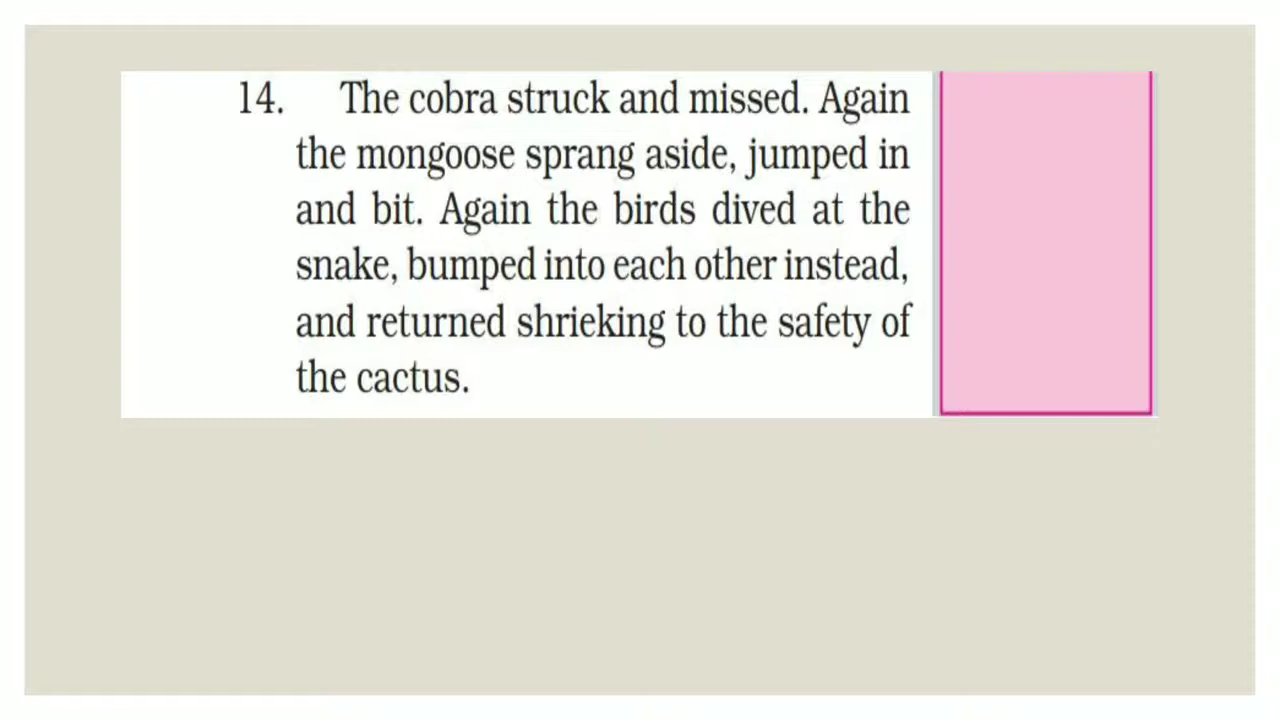 14. The cobra struck and missed. Again
the mongoose sprang aside, jumped in
and bit. Again the birds dived at the
snake, bumped into each other instead,
and returned shrieking to the safety of
the cactus.